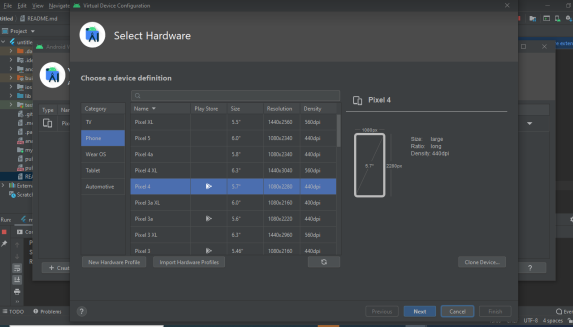 File Edit View Navigate
Virtual Device Configuration
README.md
Project
Select Hardware
Choose a device definition
Category
Name
Play Store
Size
Resolution
Density
TV
Phone
Wear OS
Tablet
Automotive
Pixel XL 5.5" 1440x2560 560dpi
Pixel 5 6.0" 1080x2340 440dpi
Pixel 4a 5.8" 1080x2340 440dpi
Pixel 4 XL 6.3" 1440x3040 560dpi
Pixel 4 5.7" 1080x2280 440dpi
Pixel 3a XL 6.0" 1080x2160 400dpi
Pixel 3a 5.6" 1080x2220 440dpi
Pixel 3 XL 6.3" 1440x2960 560dpi
Pixel 3 5.46" 1080x2160 440dpi
New Hardware Profile
Import Hardware Profiles
Pixel 4
1080px
5.7"
2280px
Size: large
Ratio: long
Density: 440dpi
Clone Device...
?
?
Previous
Next
Cancel
Finish
Type
Run:
TODO
Problems
UTF-8 4 spaces